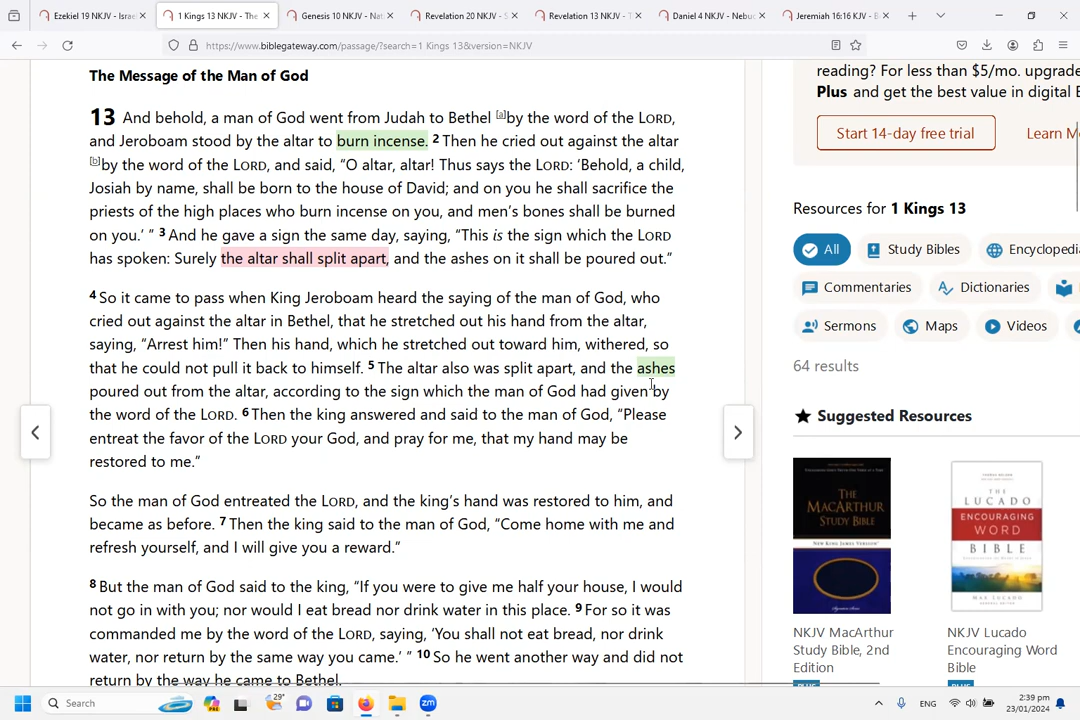 Ezekiel 19 NKJV - Israel
1 Kings 13 NKJV - The
Genesis 10 NKJV - Nat
Revelation 20 NKJV - S
Revelation 13 NKJV - T
Daniel 4 NKJV - Nebuc
Jeremiah 16:16 KJV - B
https://www.biblegateway.com/passage/?search=1 Kings 13&version=NKJV
The Message of the Man of God
13 And behold, a man of God went from Judah to Bethel [a]by the word of the LORD,
and Jeroboam stood by the altar to burn incense. 2 Then he cried out against the altar
[b]by the word of the LORD, and said, “O altar, altar! Thus says the LORD: ‘Behold, a child,
Josiah by name, shall be born to the house of David; and on you he shall sacrifice the
priests of the high places who burn incense on you, and men’s bones shall be burned
on you.’ ” 3 And he gave a sign the same day, saying, “This is the sign which the LORD
has spoken: Surely the altar shall split apart, and the ashes on it shall be poured out.”
4 So it came to pass when King Jeroboam heard the saying of the man of God, who
cried out against the altar in Bethel, that he stretched out his hand from the altar,
saying, “Arrest him!” Then his hand, which he stretched out toward him, withered, so
that he could not pull it back to himself. 5 The altar also was split apart, and the ashes
poured out from the altar, according to the sign which the man of God had given by
the word of the LORD. 6 Then the king answered and said to the man of God, “Please
entreat the favor of the LORD your God, and pray for me, that my hand may be
restored to me.”
So the man of God entreated the LORD, and the king’s hand was restored to him, and
became as before. 7 Then the king said to the man of God, “Come home with me and
refresh yourself, and I will give you a reward.”
8 But the man of God said to the king, “If you were to give me half your house, I would
not go in with you; nor would I eat bread nor drink water in this place. 9 For so it was
commanded me by the word of the LORD, saying, ‘You shall not eat bread, nor drink
water, nor return by the same way you came.’ ” 10 So he went another way and did not
return by the way he came to Bethel.
reading? For less than $5/mo. upgrade
Plus and get the best value in digital B
Start 14-day free trial
Learn M
Resources for 1 Kings 13
All
Study Bibles
Encyclopedi
Commentaries
Dictionaries
Sermons
Maps
Videos
64 results
Suggested Resources
THE
MACARTHUR
STUDY BIBLE
NEW KING JAMES VERSION
THE
LUCADO
ENCOURAGING
WORD
BIBLE
MAX LUCADO
NKJV MacArthur
Study Bible, 2nd
Edition
PLUS
NKJV Lucado
Encouraging Word
Bible
PLUS
Search
29°
ENG
2:39 pm
23/01/2024